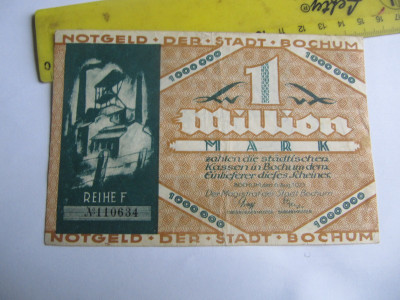 NOTGELD · DER · STADT · BOCHUM
1000000
1000000
1
Million
MARK
zahlen die städtischen
Kassen in Bochum dem
Einlieferer dieses Scheines
Der Magistrat der Stadt Bochum
REIHE F
№110634
1000000
1000000
NOTGELD · DER · STADT · BOCHUM